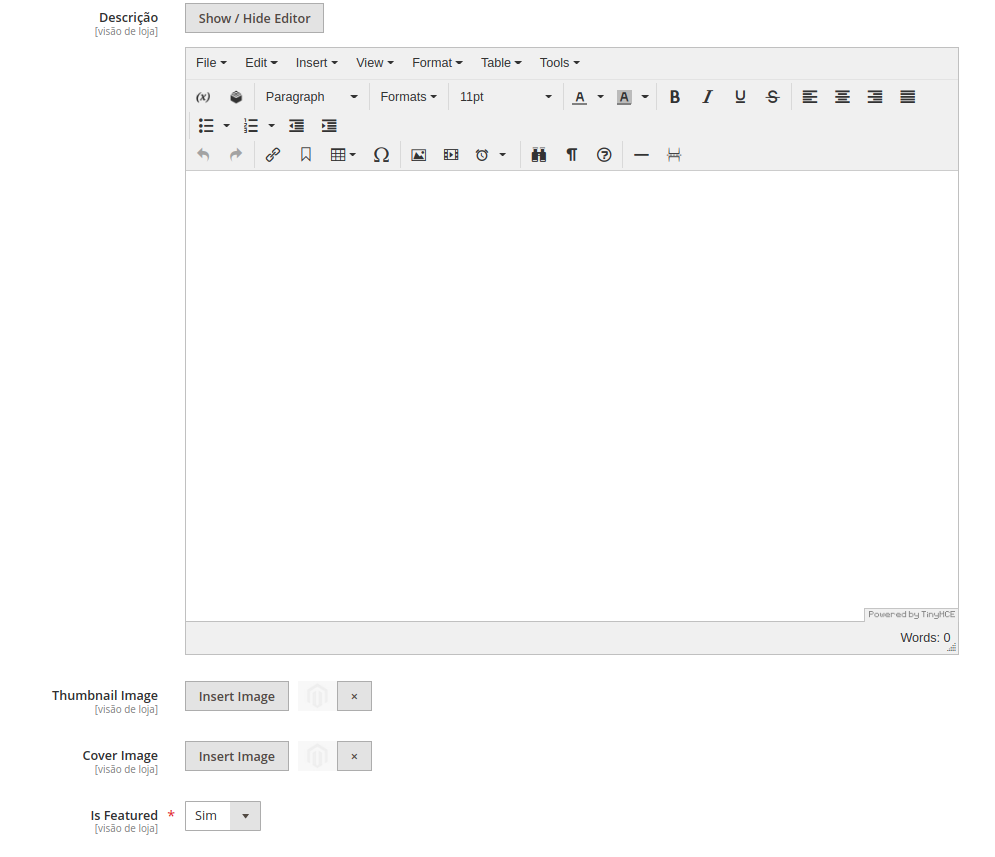 Descrição
[visão de loja]
Show / Hide Editor
File Edit Insert View Format Table Tools
(x) Paragraph Formats 11pt A A B I U S
Powered by TinyMCE
Words: 0
Thumbnail Image
[visão de loja]
Insert Image ×
Cover Image
[visão de loja]
Insert Image ×
Is Featured *
[visão de loja]
Sim